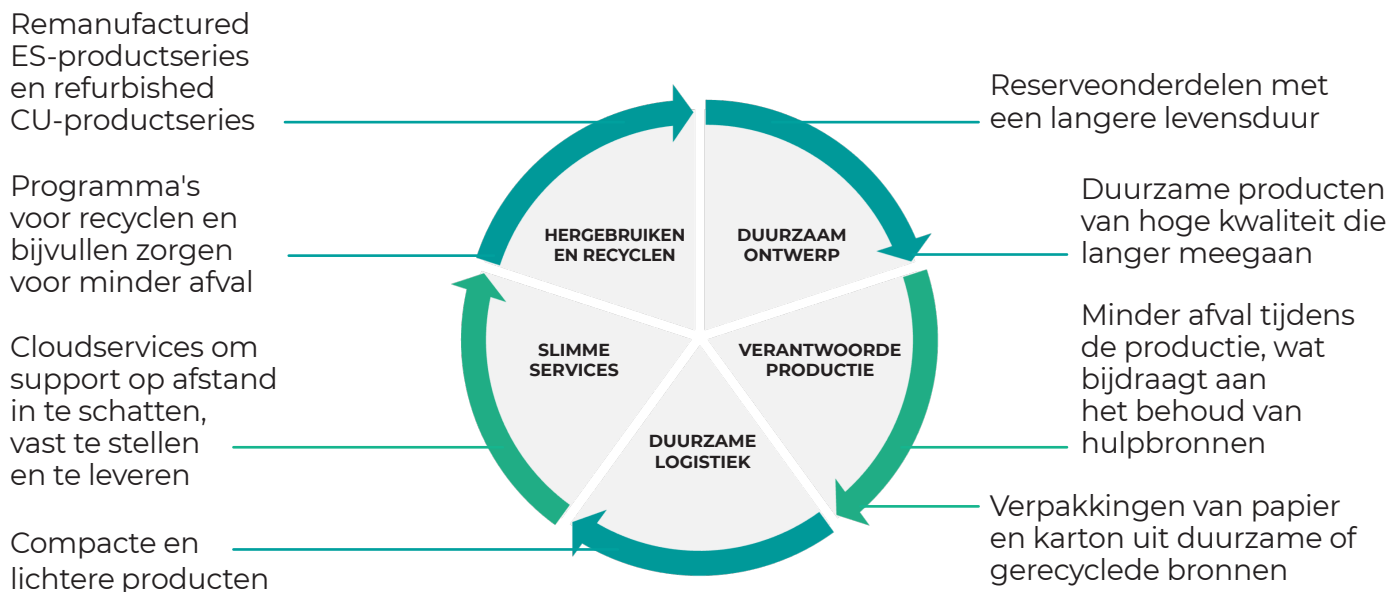 Remanufactured
ES-productseries
en refurbished
CU-productseries
Programma's
voor recyclen en
bijvullen zorgen
voor minder afval
Cloudservices om
support op afstand
in te schatten,
vast te stellen
en te leveren
Compacte en
lichtere producten
HERGEBRUIKEN
EN RECYCLEN
DUURZAAM
ONTWERP
SLIMME
SERVICES
VERANTWOORDE
PRODUCTIE
DUURZAME
LOGISTIEK
Reserveonderdelen met
een langere levensduur
Duurzame producten
van hoge kwaliteit die
langer meegaan
Minder afval tijdens
de productie, wat
bijdraagt aan
het behoud van
hulpbronnen
Verpakkingen van papier
en karton uit duurzame of
gerecyclede bronnen